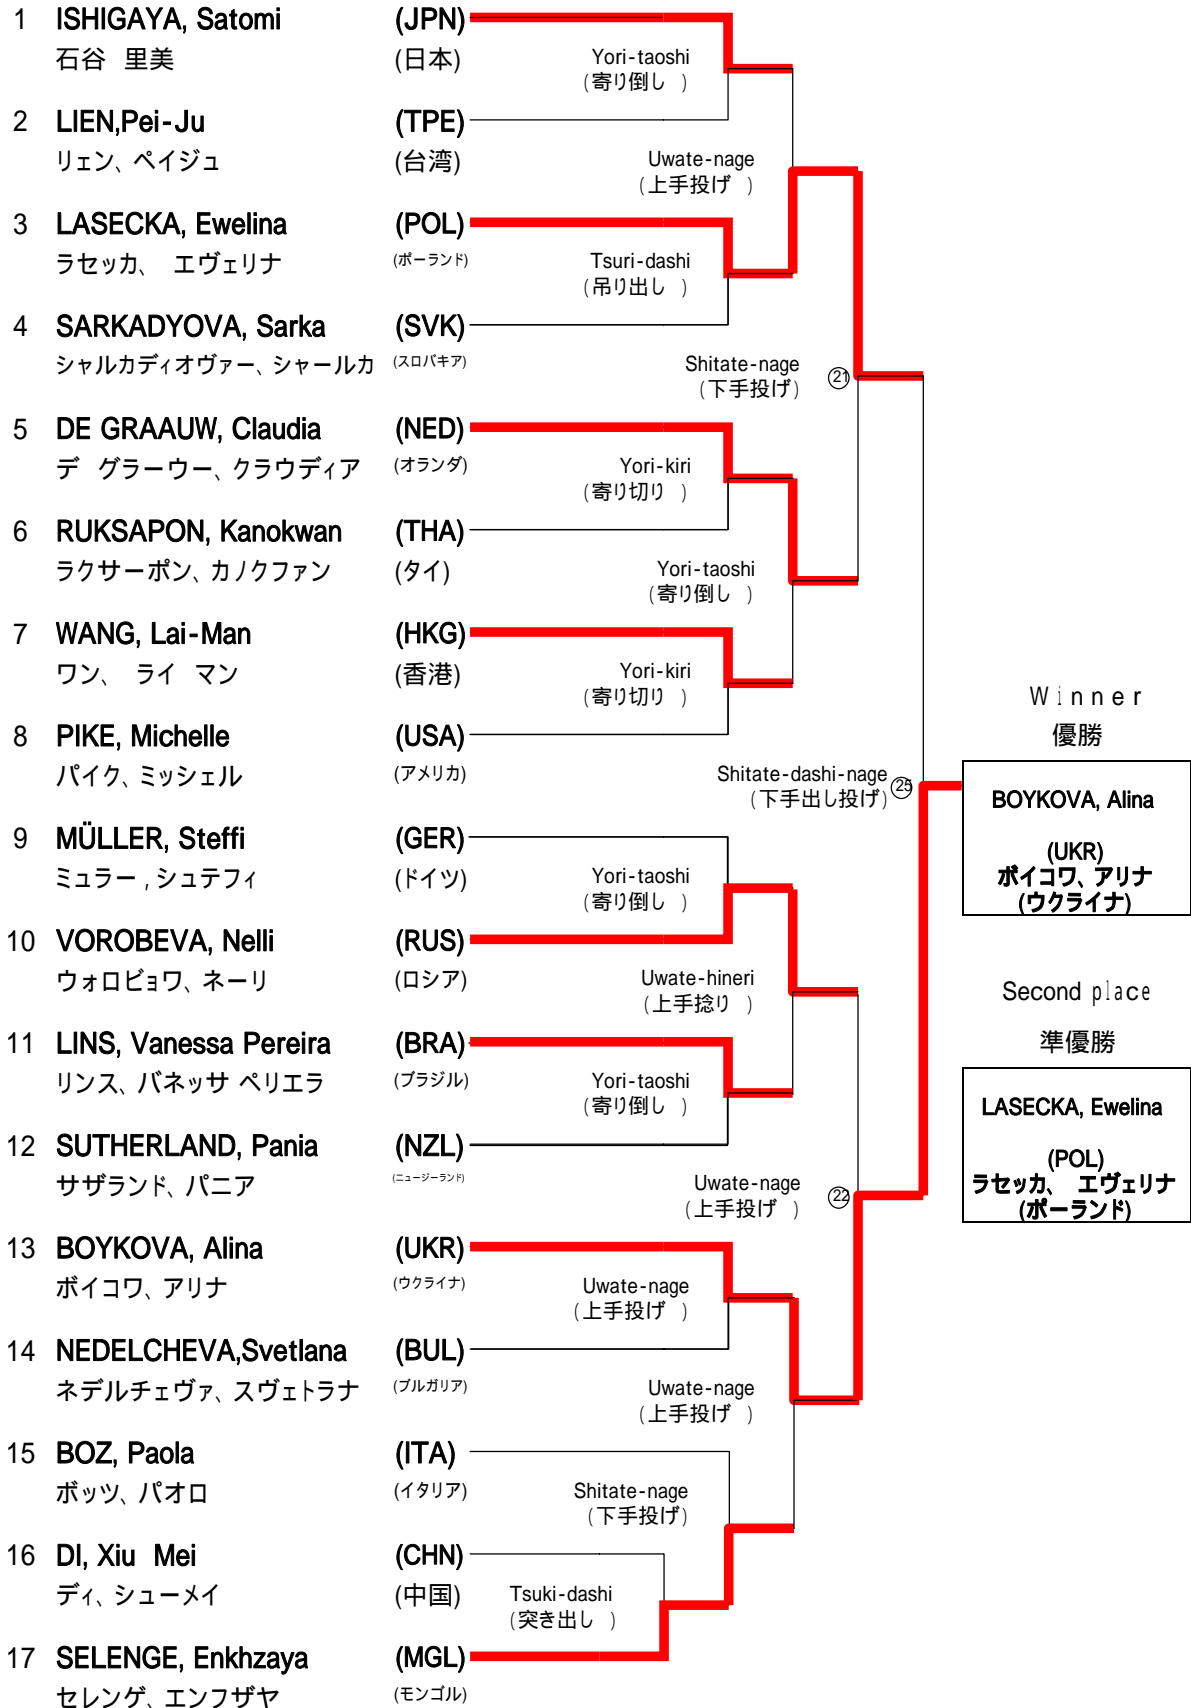 1 ISHIGAYA, Satomi (JPN)
石谷 里美 (日本)
Yori-taoshi
(寄り倒し )
2 LIEN,Pei-Ju (TPE)
リェン、ペイジュ (台湾)
Uwate-nage
(上手投げ )
3 LASECKA, Ewelina (POL)
ラセッカ、 エヴェリナ (ポーランド)
Tsuri-dashi
(吊り出し )
4 SARKADYOVA, Sarka (SVK)
シャルカディオヴァー、シャールカ (スロバキア)
Shitate-nage
(下手投げ) ㉑
5 DE GRAAUW, Claudia (NED)
デ グラーウー、クラウディア (オランダ)
Yori-kiri
(寄り切り )
6 RUKSAPON, Kanokwan (THA)
ラクサーポン、カノクファン (タイ)
Yori-taoshi
(寄り倒し )
7 WANG, Lai-Man (HKG)
ワン、 ライ マン (香港)
Yori-kiri
(寄り切り )
8 PIKE, Michelle (USA)
パイク、ミッシェル (アメリカ)
Shitate-dashi-nage
(下手出し投げ) ㉕
Winner
優勝
BOYKOVA, Alina
(UKR)
ボイコワ、アリナ
(ウクライナ)
9 MÜLLER, Steffi (GER)
ミュラー , シュテフィ (ドイツ)
Yori-taoshi
(寄り倒し )
10 VOROBEVA, Nelli (RUS)
ウォロビョワ、ネーリ (ロシア)
Uwate-hineri
(上手捻り )
Second place
準優勝
LASECKA, Ewelina
(POL)
ラセッカ、 エヴェリナ
(ポーランド)
11 LINS, Vanessa Pereira (BRA)
リンス、バネッサ ペリエラ (ブラジル)
Yori-taoshi
(寄り倒し )
12 SUTHERLAND, Pania (NZL)
サザランド、パニア (ニュージーランド)
Uwate-nage
(上手投げ ) ㉒
13 BOYKOVA, Alina (UKR)
ボイコワ、アリナ (ウクライナ)
Uwate-nage
(上手投げ )
14 NEDELCHEVA,Svetlana (BUL)
ネデルチェヴァ、スヴェトラナ (ブルガリア)
Uwate-nage
(上手投げ )
15 BOZ, Paola (ITA)
ボッツ、パオロ (イタリア)
Shitate-nage
(下手投げ)
16 DI, Xiu Mei (CHN)
ディ、シューメイ (中国)
Tsuki-dashi
(突き出し )
17 SELENGE, Enkhzaya (MGL)
セレンゲ、エンフザヤ (モンゴル)